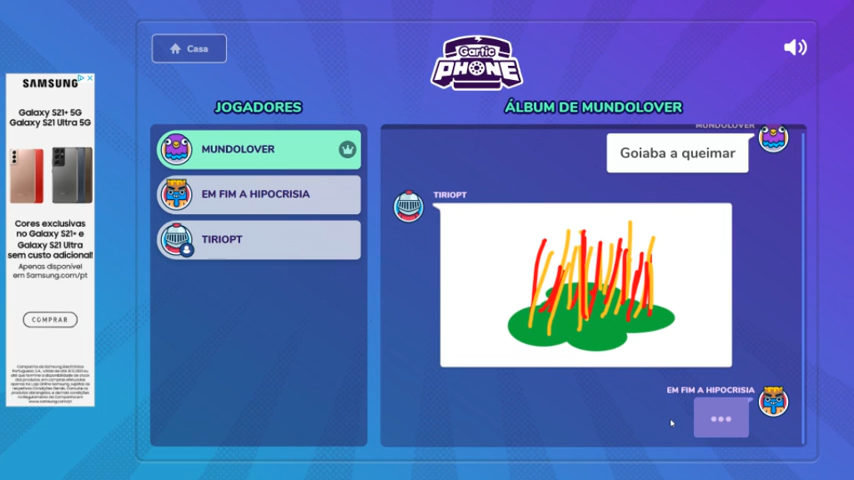 Casa
Gartic
PHONE
SAMSUNG
Galaxy S21+ 5G
Galaxy S21 Ultra 5G
Cores exclusivas
no Galaxy S21+ e
Galaxy S21 Ultra
sem custo adicional!
Apenas disponível
em Samsung.com/pt
COMPRAR
JOGADORES
MUNDOLOVER
EM FIM A HIPOCRISIA
TIRIOPT
ÁLBUM DE MUNDOLOVER
MUNDOLOVER
Goiaba a queimar
TIRIOPT
EM FIM A HIPOCRISIA
...